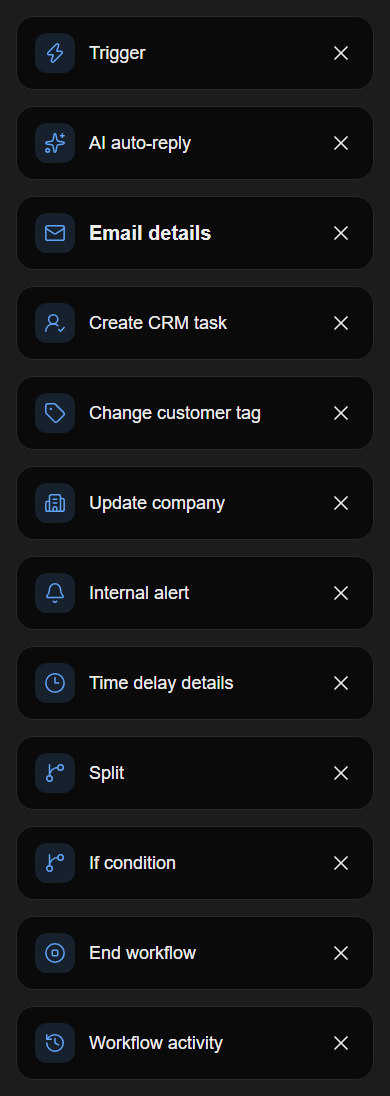 Trigger
AI auto-reply
Email details
Create CRM task
Change customer tag
Update company
Internal alert
Time delay details
Split
If condition
End workflow
Workflow activity